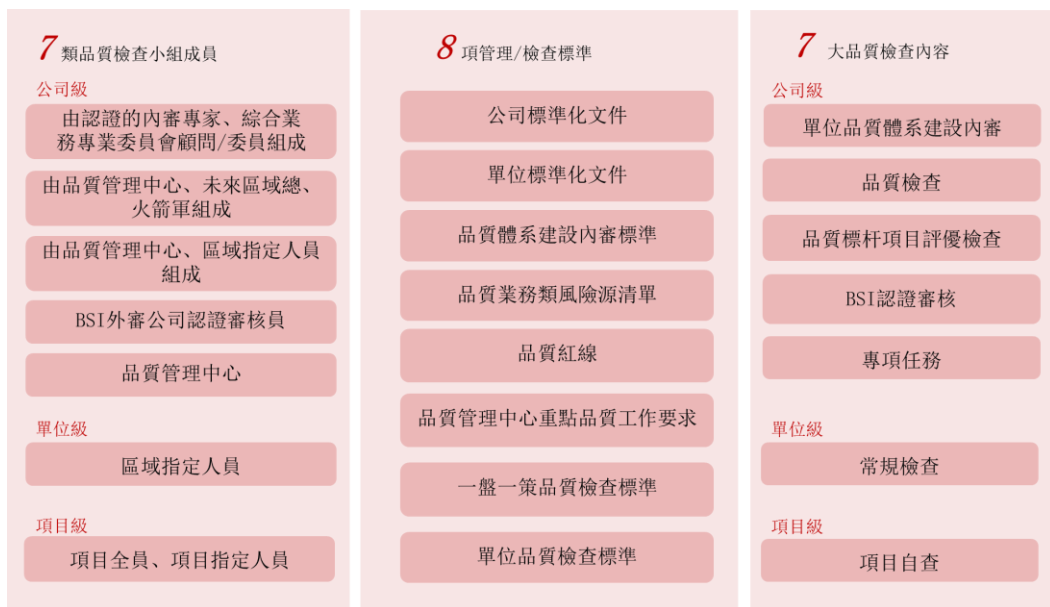 7類品質檢查小組成員
公司級
由認證的內審專家、綜合業
務專業委員會顧問/委員組成
由品質管理中心、未來區域總、
火箭軍組成
由品質管理中心、區域指定人員
組成
BSI外審公司認證審核員
品質管理中心
單位級
區域指定人員
項目級
項目全員、項目指定人員
8項管理/檢查標準
公司標準化文件
單位標準化文件
品質體系建設內審標準
品質業務類風險源清單
品質紅線
品質管理中心重點品質工作要求
一盤一策品質檢查標準
單位品質檢查標準
7 大品質檢查內容
公司級
單位品質體系建設內審
品質檢查
品質標杆項目評優檢查
BSI認證審核
專項任務
單位級
常規檢查
項目級
項目自查